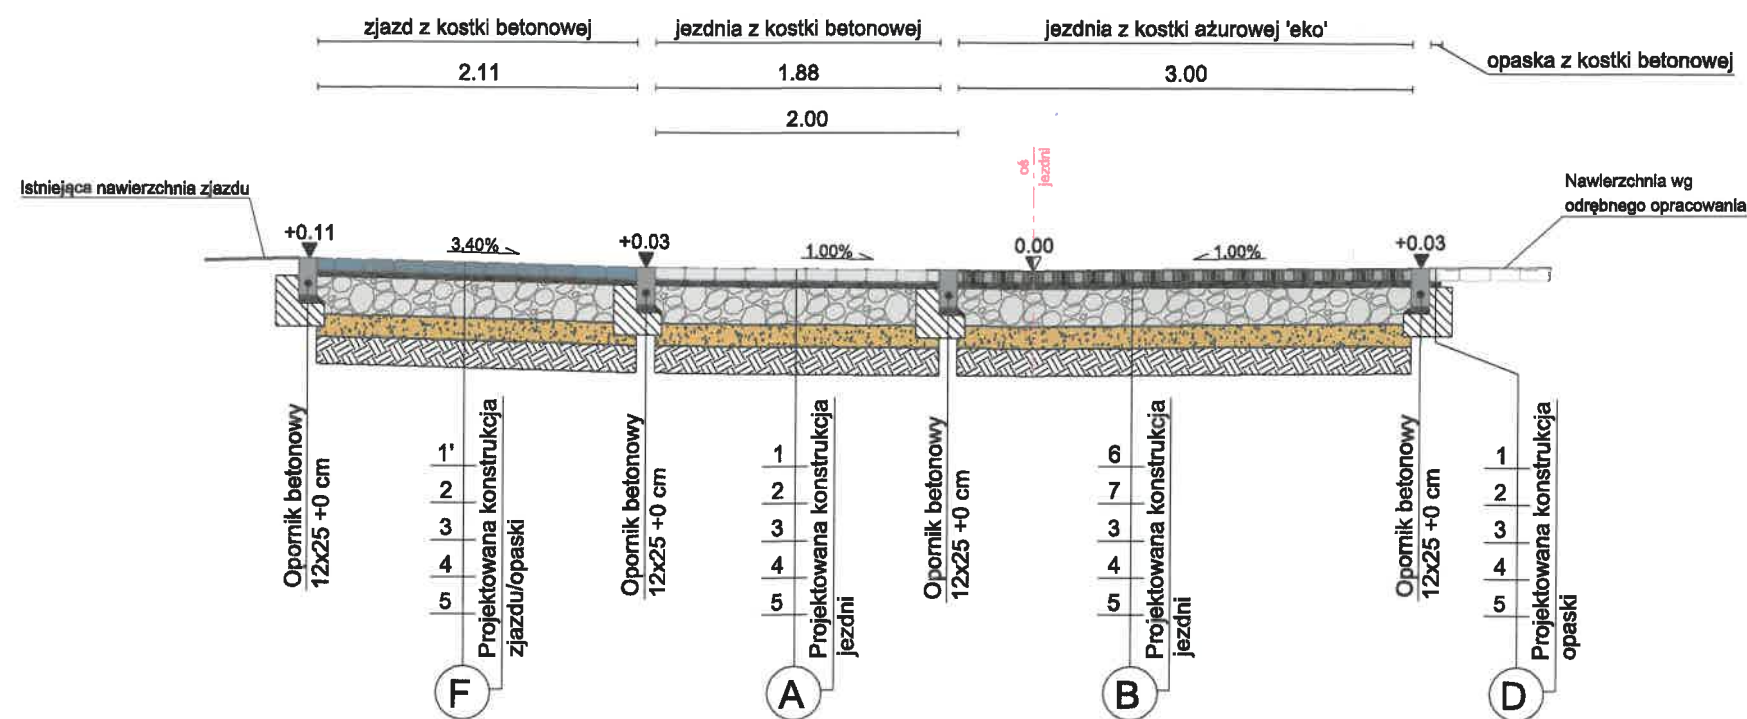 zjazd z kostki betonowej
jezdnia z kostki betonowej
jezdnia z kostki ażurowej 'eko'
opaska z kostki betonowej
2.11
1.88
3.00
2.00
oś
jezdni
Istniejąca nawierzchnia zjazdu
Nawierzchnia wg
odrębnego opracowania
+0.11
3,40%
+0.03
1.00%
0.00
1.00%
+0.03
Opornik betonowy
12x25 +0 cm
1'
2
3
4
5
Projektowana konstrukcja
zjazdu/opaski
F
Opornik betonowy
12x25 +0 cm
1
2
3
4
5
Projektowana konstrukcja
jezdni
A
Opornik betonowy
12x25 +0 cm
6
7
3
4
5
Projektowana konstrukcja
jezdni
B
Opornik betonowy
12x25 +0 cm
1
2
3
4
5
Projektowana konstrukcja
opaski
D